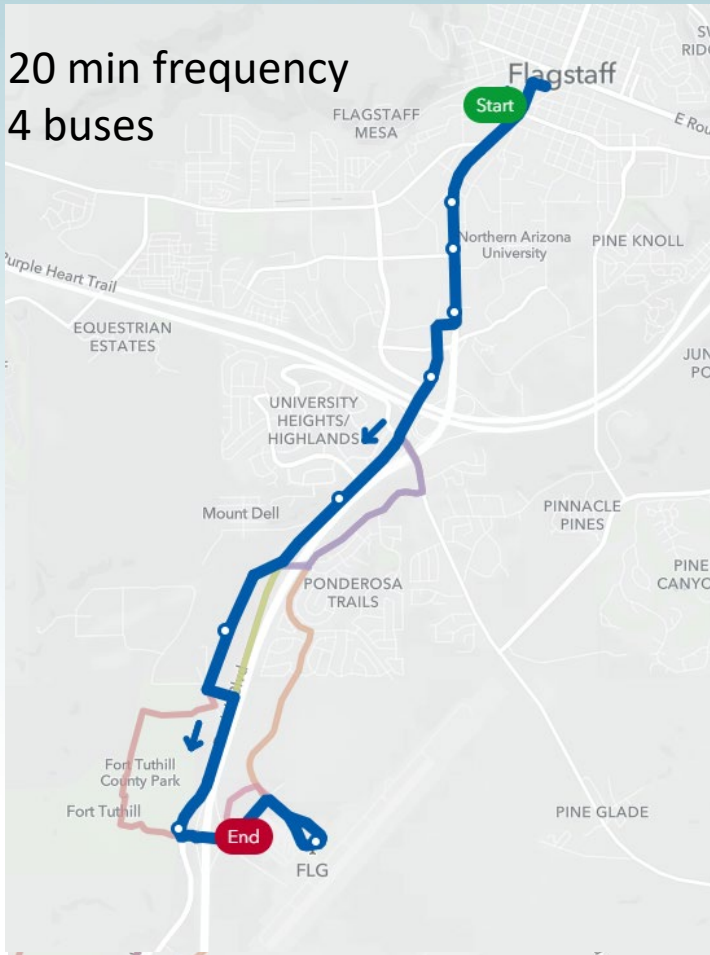 20 min frequency
4 buses
Flagstaff
Start
FLAGSTAFF
MESA
Northern Arizona
University
PINE KNOLL
Purple Heart Trail
EQUESTRIAN
ESTATES
UNIVERSITY
HEIGHTS/
HIGHLANDS
Mount Dell
PINNACLE
PINES
PONDEROSA
TRAILS
Fort Tuthill
County Park
Fort Tuthill
End
FLG
PINE GLADE